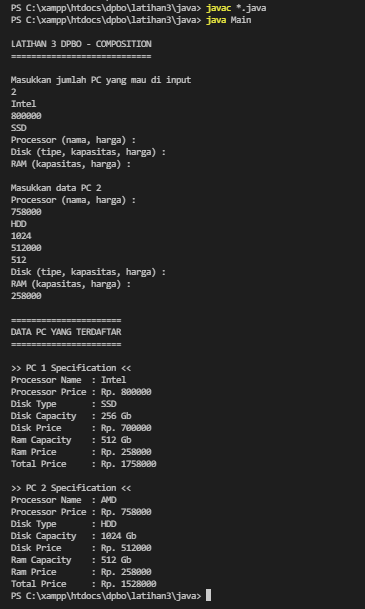 PS C:\xampp\htdocs\dpbo\latihan3\java> javac *.java
PS C:\xampp\htdocs\dpbo\latihan3\java> java Main
LATIHAN 3 DPBO - COMPOSITION
============================
Masukkan jumlah PC yang mau di input
2
Intel
800000
SSD
Processor (nama, harga) :
Disk (tipe, kapasitas, harga) :
RAM (kapasitas, harga) :
Masukkan data PC 2
Processor (nama, harga) :
758000
HDD
1024
512000
512
Disk (tipe, kapasitas, harga) :
RAM (kapasitas, harga) :
258000
======================
DATA PC YANG TERDAFTAR
======================
>> PC 1 Specification <<
Processor Name  : Intel
Processor Price : Rp. 800000
Disk Type       : SSD
Disk Capacity   : 256 Gb
Disk Price      : Rp. 700000
Ram Capacity    : 512 Gb
Ram Price       : Rp. 258000
Total Price     : Rp. 1758000
>> PC 2 Specification <<
Processor Name  : AMD
Processor Price : Rp. 758000
Disk Type       : HDD
Disk Capacity   : 1024 Gb
Disk Price      : Rp. 512000
Ram Capacity    : 512 Gb
Ram Price       : Rp. 258000
Total Price     : Rp. 1528000
PS C:\xampp\htdocs\dpbo\latihan3\java>